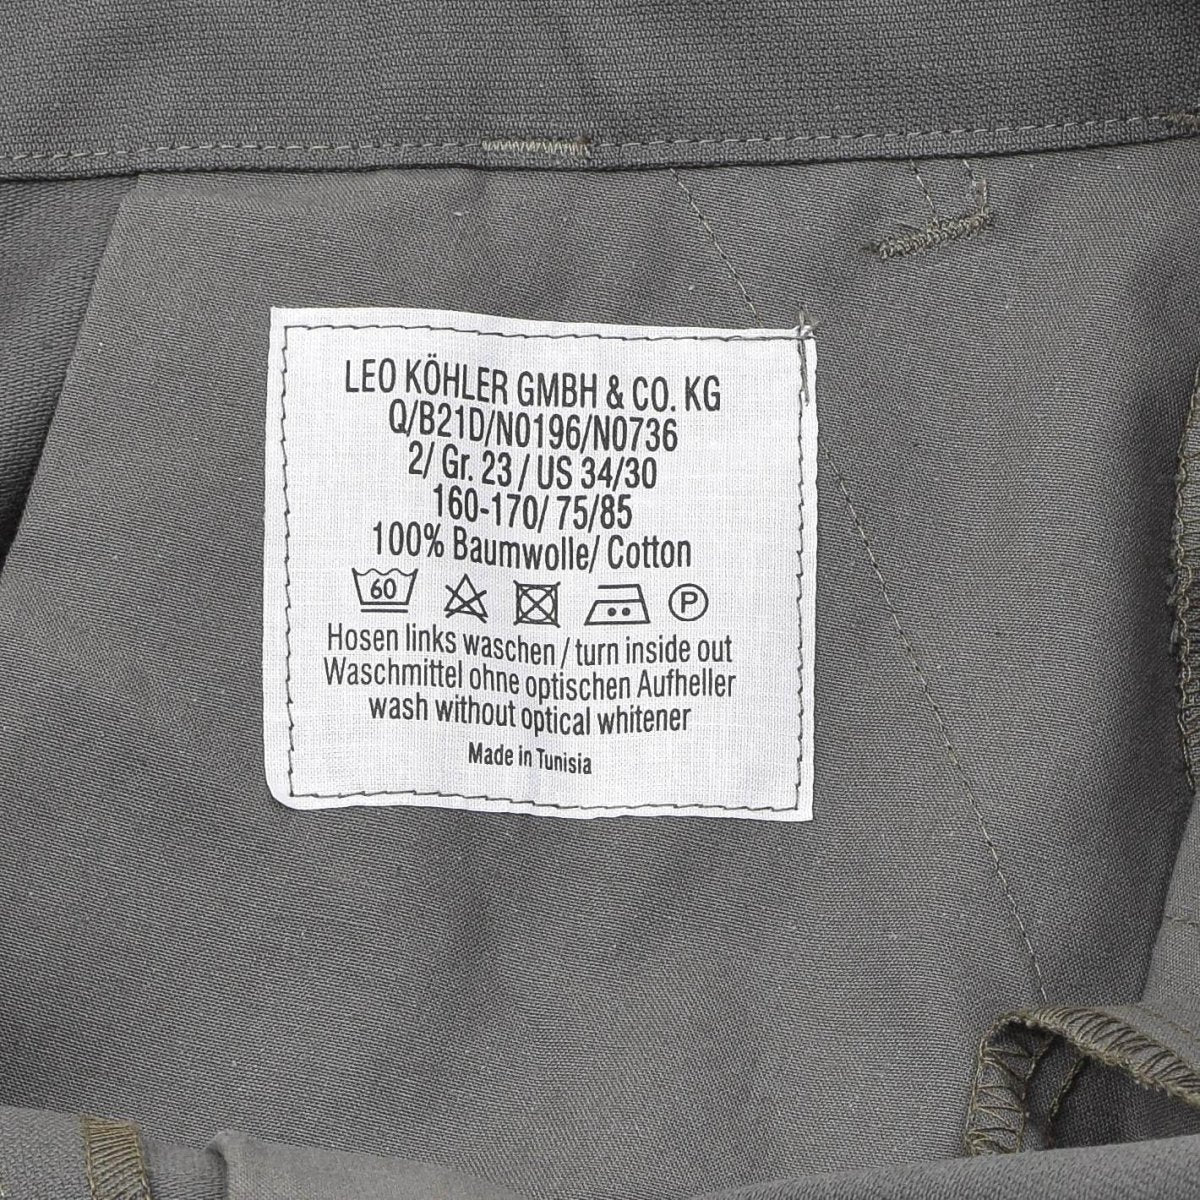 LEO KÖHLER GMBH & CO. KG
Q/B21D/N0196/N0736
2/ Gr. 23 / US 34/30
160-170/ 75/85
100% Baumwolle/ Cotton
60 P
Hosen links waschen / turn inside out
Waschmittel ohne optischen Aufheller
wash without optical whitener
Made in Tunisia